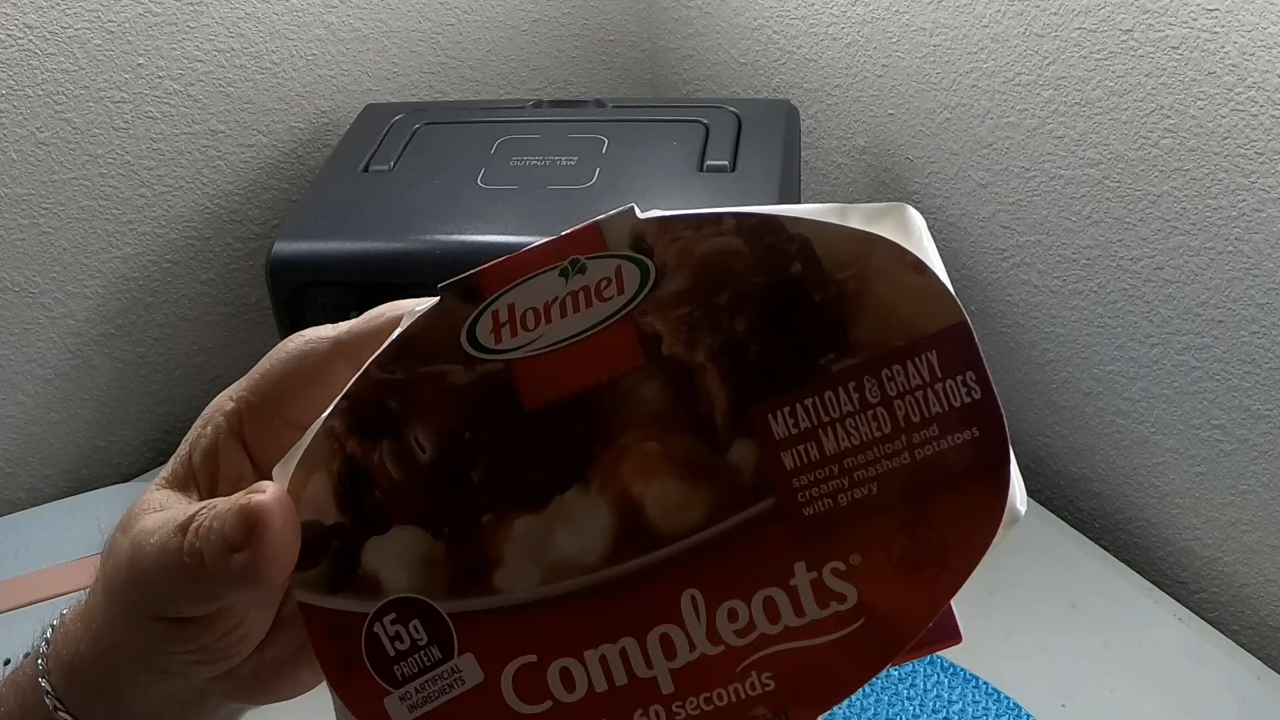 wireless charging
OUTPUT 15W
Hormel
MEATLOAF & GRAVY
WITH MASHED POTATOES
savory meatloaf and
creamy mashed potatoes
with gravy
15g
PROTEIN
NO ARTIFICIAL
INGREDIENTS
Compleats®
60 seconds